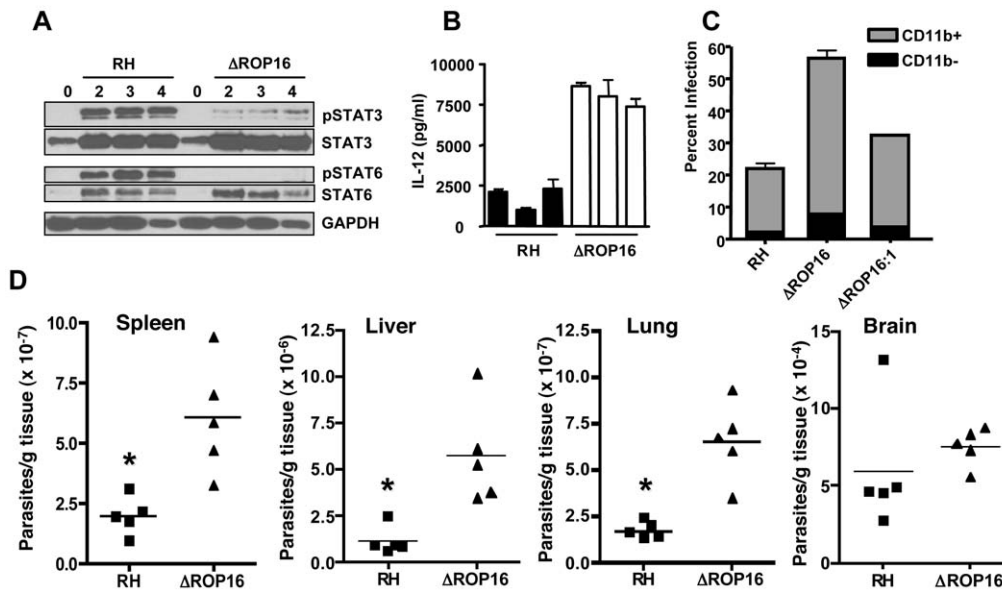 A
RH
ΔROP16
0 2 3 4 0 2 3 4
pSTAT3
STAT3
pSTAT6
STAT6
GAPDH
B
IL-12 (pg/ml)
10000
7500
5000
2500
0
RH
ΔROP16
C
CD11b+
CD11b-
Percent Infection
60
50
40
30
20
10
0
RH
ΔROP16
ΔROP16:1
D
Spleen
Parasites/g tissue (x 10-7)
10.0
7.5
5.0
2.5
0.0
*
RH
ΔROP16
Liver
Parasites/g tissue (x 10-6)
12.5
10.0
7.5
5.0
2.5
0.0
*
RH
ΔROP16
Lung
Parasites/g tissue (x 10-7)
12.5
10.0
7.5
5.0
2.5
0.0
*
RH
ΔROP16
Brain
Parasites/g tissue (x 10-4)
15
10
5
0
RH
ΔROP16